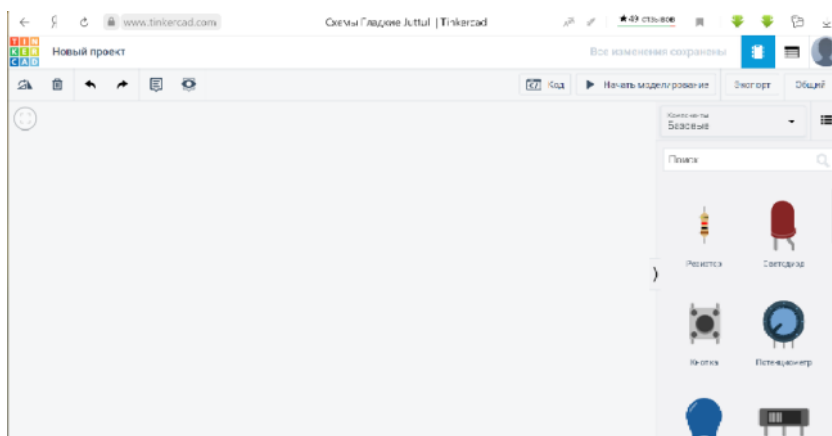 www.tinkercad.com
Схемы Гладкие Juttul | Tinkercad
★49 отзывов
TIN
KER
CAD
Новый проект
Все изменения сохранены
Код
Начать моделирование
Экспорт
Общий
Компоненты
Базовые
Поиск
Резистор
Светодиод
Кнопка
Потенциометр